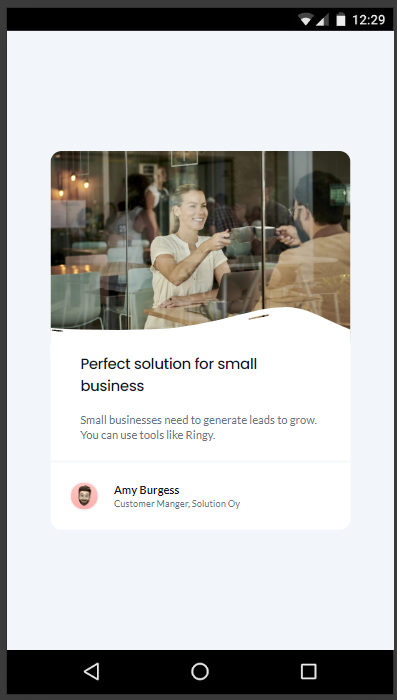 12:29
Perfect solution for small
business
Small businesses need to generate leads to grow.
You can use tools like Ringy.
Amy Burgess
Customer Manger, Solution Oy